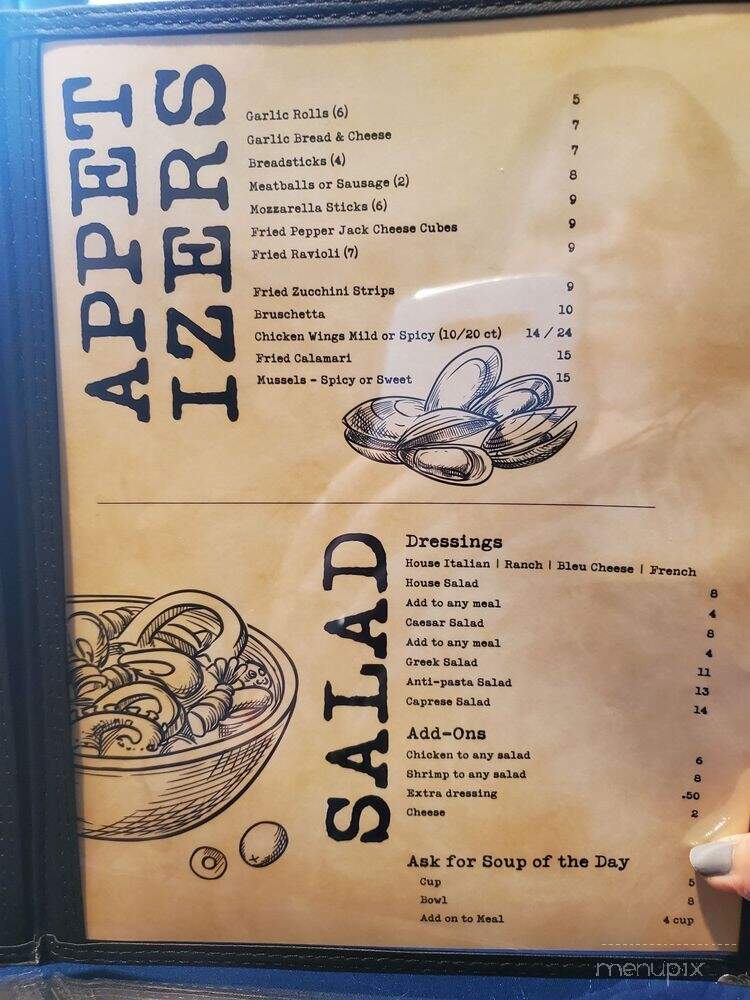 APPETIZERS
Garlic Rolls (6) 5
Garlic Bread & Cheese 7
Breadsticks (4) 7
Meatballs or Sausage (2) 8
Mozzarella Sticks (6) 9
Fried Pepper Jack Cheese Cubes 9
Fried Ravioli (7) 9
Fried Zucchini Strips 9
Bruschetta 10
Chicken Wings Mild or Spicy (10/20 ct) 14 / 24
Fried Calamari 15
Mussels - Spicy or Sweet 15
SALAD
Dressings
House Italian | Ranch | Bleu Cheese | French
House Salad 8
Add to any meal 4
Caesar Salad 8
Add to any meal 4
Greek Salad 11
Anti-pasta Salad 13
Caprese Salad 14
Add-Ons
Chicken to any salad 6
Shrimp to any salad 8
Extra dressing .50
Cheese 2
Ask for Soup of the Day
Cup 5
Bowl 8
Add on to Meal 4 cup
menupix